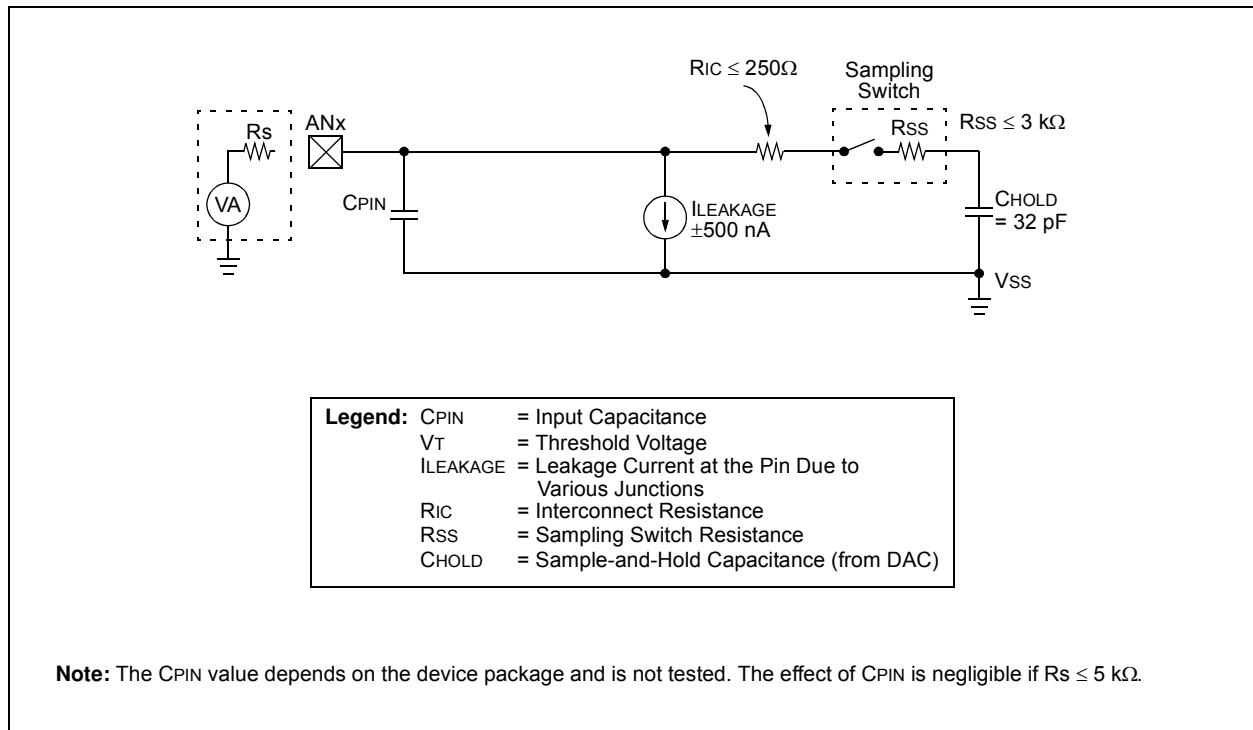 RIC ≤ 250Ω
Sampling
Switch
ANx
Rs
RSS
RSS ≤ 3 kΩ
VA
CPIN
ILEAKAGE
±500 nA
CHOLD
= 32 pF
VSS
Legend: CPIN = Input Capacitance
VT = Threshold Voltage
ILEAKAGE = Leakage Current at the Pin Due to
Various Junctions
RIC = Interconnect Resistance
RSS = Sampling Switch Resistance
CHOLD = Sample-and-Hold Capacitance (from DAC)
Note: The CPIN value depends on the device package and is not tested. The effect of CPIN is negligible if Rs ≤ 5 kΩ.